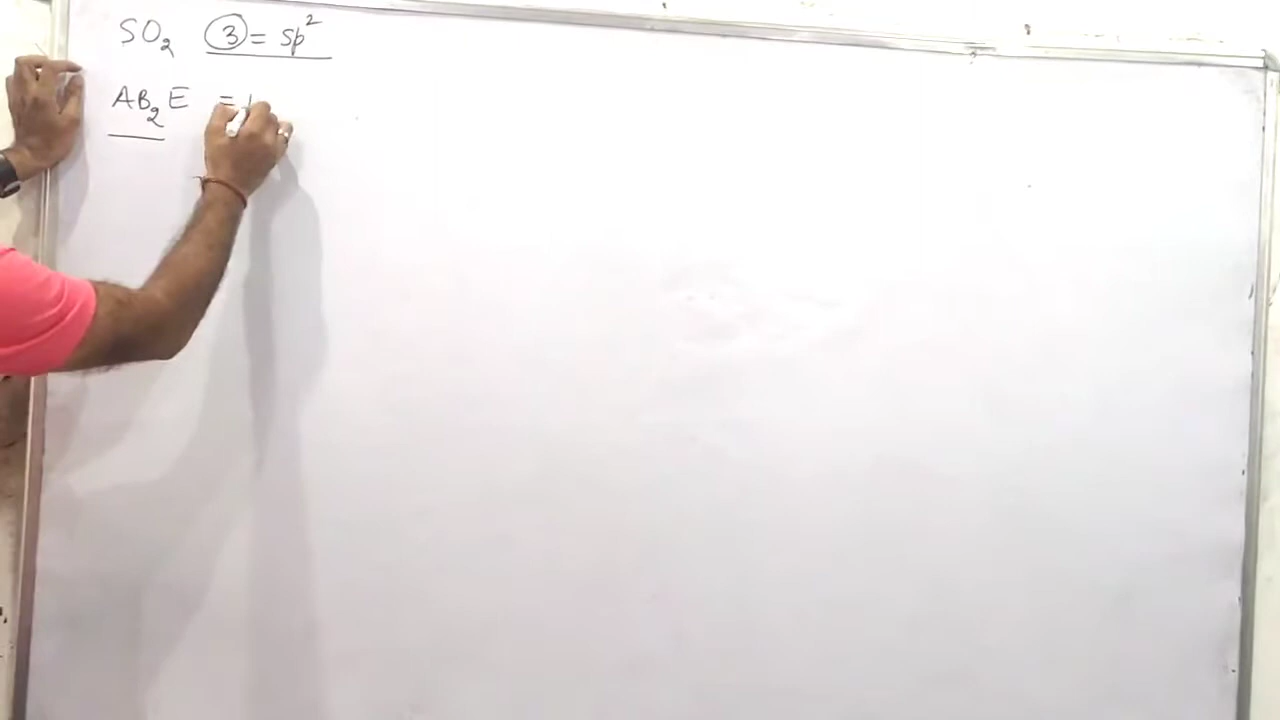 SO₂ 3 = sp²
AB₂E =